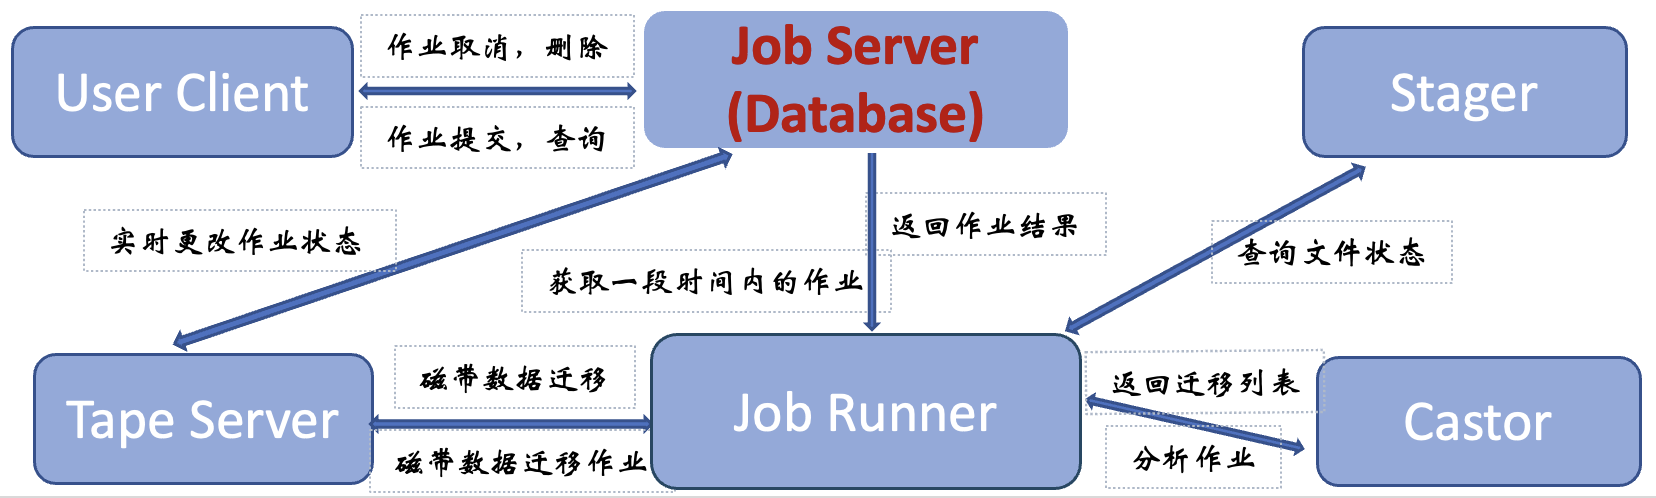 User Client
作业取消，删除
作业提交，查询
Job Server
(Database)
Stager
实时更改作业状态
返回作业结果
获取一段时间内的作业
查询文件状态
Tape Server
磁带数据迁移
磁带数据迁移作业
Job Runner
返回迁移列表
分析作业
Castor